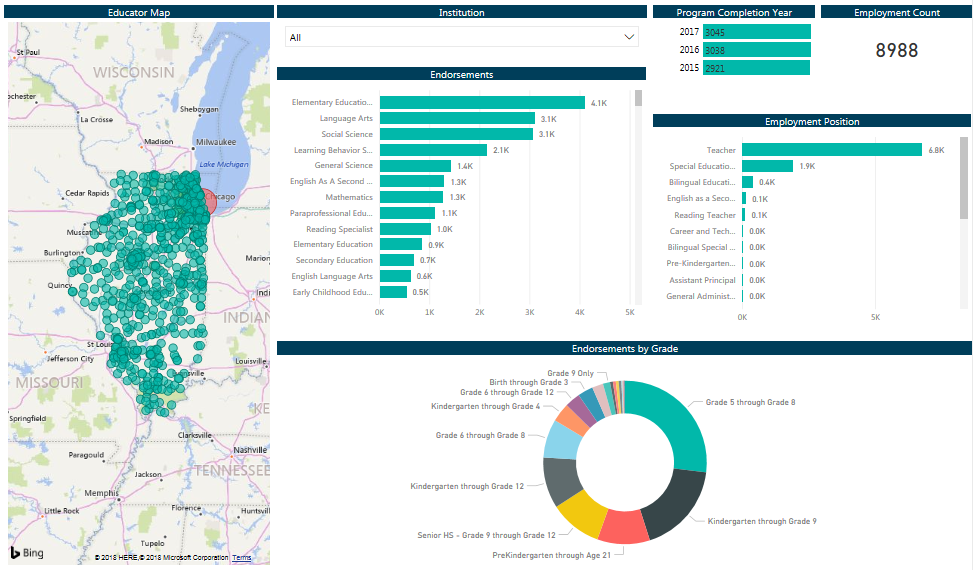 Educator Map
Institution
Program Completion Year
Employment Count
All
2017 3045
2016 3038
2015 2921
8988
Endorsements
Elementary Educatio... 4.1K
Language Arts 3.1K
Social Science 3.1K
Learning Behavior S... 2.1K
General Science 1.4K
English As A Second ... 1.3K
Mathematics 1.3K
Paraprofessional Edu... 1.1K
Reading Specialist 1.0K
Elementary Education 0.9K
Secondary Education 0.7K
English Language Arts 0.6K
Early Childhood Edu... 0.5K
0K 1K 2K 3K 4K 5K
Employment Position
Teacher 6.8K
Special Educatio... 1.9K
Bilingual Educati... 0.4K
English as a Seco... 0.1K
Reading Teacher 0.1K
Career and Tech... 0.0K
Bilingual Special ... 0.0K
Pre-Kindergarten... 0.0K
Assistant Principal 0.0K
General Administ... 0.0K
0K 5K
Endorsements by Grade
Grade 9 Only
Birth through Grade 3
Grade 6 through Grade 12
Kindergarten through Grade 4
Grade 6 through Grade 8
Kindergarten through Grade 12
Senior HS - Grade 9 through Grade 12
PreKindergarten through Age 21
Grade 5 through Grade 8
Kindergarten through Grade 9
St Paul
WISCONSIN
ochester
La Crosse
Sheboygan
Madison
Milwaukee
Lake Michigan
Cedar Rapids
hicago
Muscat
Burlington
Marion
Quincy
Indi
INDIAN
St Louis
Jefferson City
Louisville
MISSOURI
nsville
KE
Springfield
Clarksville
Paragould
Nashville
Jackson
TENNESSEE
Memphis
Little Rock
Florence
Huntsvil
Tupelo
Bing
© 2018 HERE, © 2018 Microsoft Corporation Terms